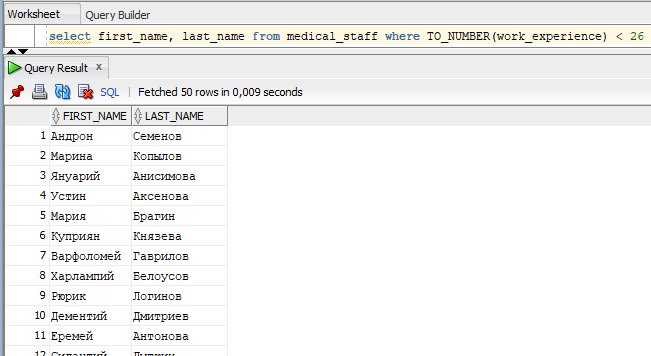 Worksheet Query Builder
select first_name, last_name from medical_staff where TO_NUMBER(work_experience) < 26
Query Result x
SQL | Fetched 50 rows in 0,009 seconds
FIRST_NAME LAST_NAME
1 Андрон Семенов
2 Марина Копылов
3 Януарий Анисимова
4 Устин Аксенова
5 Мария Брагин
6 Куприян Князева
7 Варфоломей Гаврилов
8 Харлампий Белоусов
9 Рюрик Логинов
10 Дементий Дмитриев
11 Еремей Антонова
12